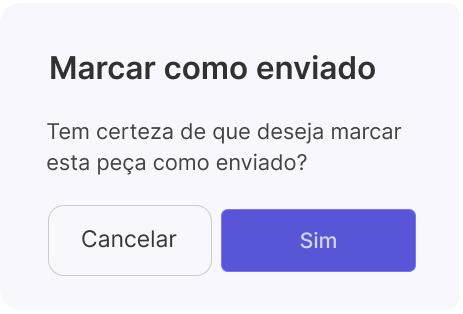 Marcar como enviado
Tem certeza de que deseja marcar
esta peça como enviado?
Cancelar
Sim